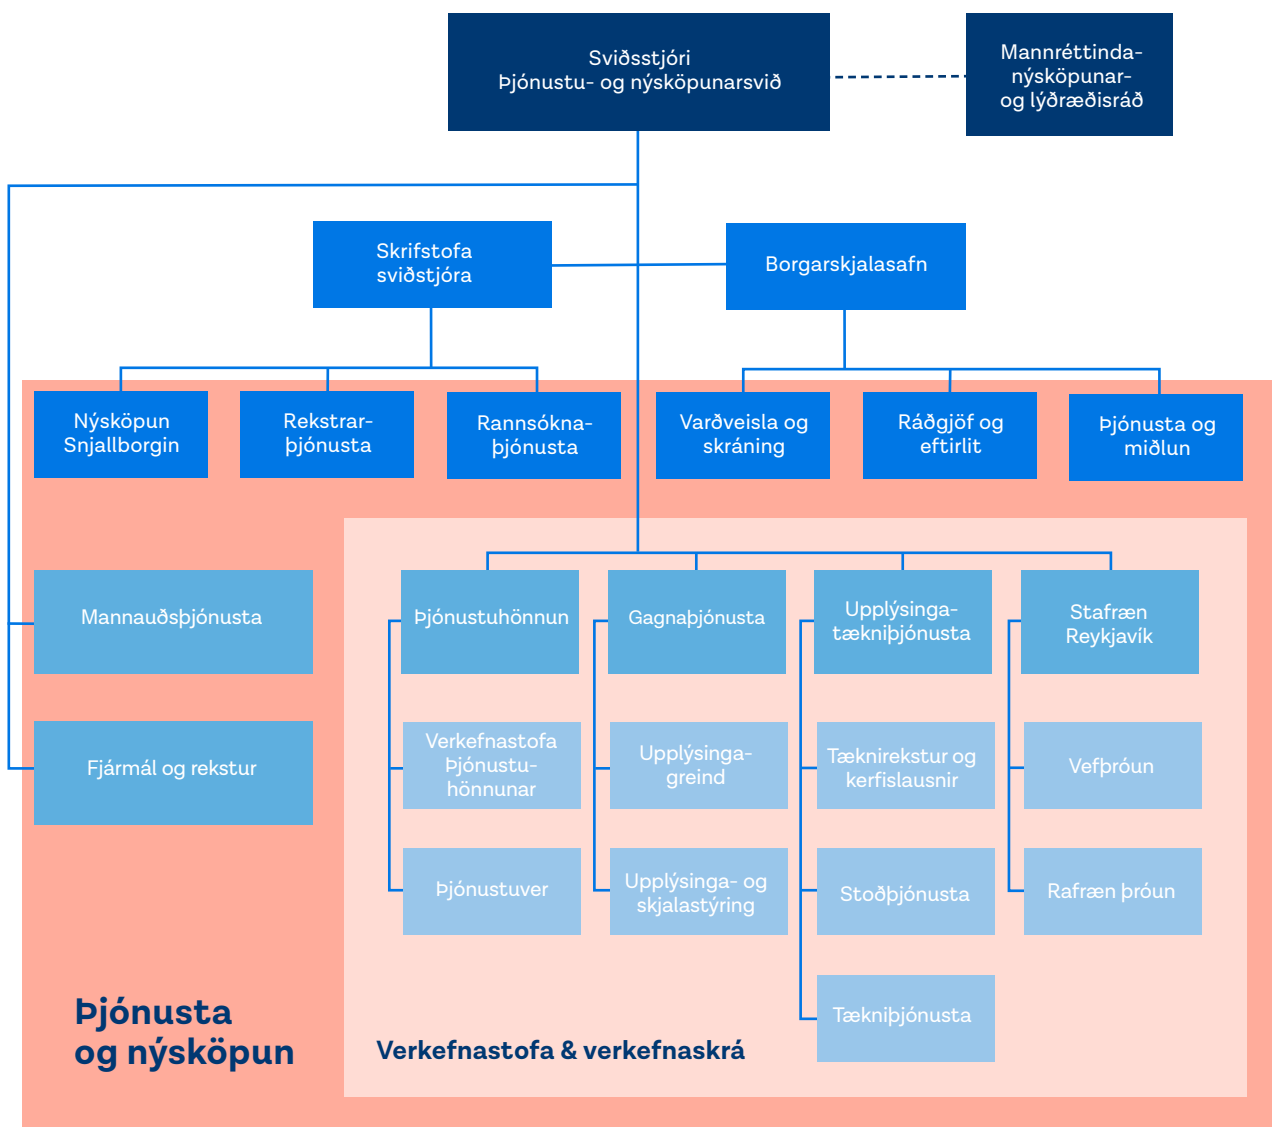 Sviðsstjóri
Þjónustu- og nýsköpunarsvið
Mannréttinda-
nýsköpunar-
og lýðræðisráð
Skrifstofa
sviðstjóra
Borgarskjalasafn
Nýsköpun
Snjallborgin
Rekstrar-
þjónusta
Rannsókna-
þjónusta
Varðveisla og
skráning
Ráðgjöf og
eftirlit
Þjónusta og
miðlun
Mannauðsþjónusta
Þjónustuhönnun
Gagnaþjónusta
Upplýsinga-
tækniþjónusta
Stafræn
Reykjavík
Fjármál og rekstur
Verkefnastofa
Þjónustu-
hönnunar
Upplýsinga-
greind
Tæknirekstur og
kerfislausnir
Vefþróun
Þjónustuver
Upplýsinga- og
skjalastýring
Stoðþjónusta
Rafræn þróun
Tækniþjónusta
Þjónusta
og nýsköpun
Verkefnastofa & verkefnaskrá